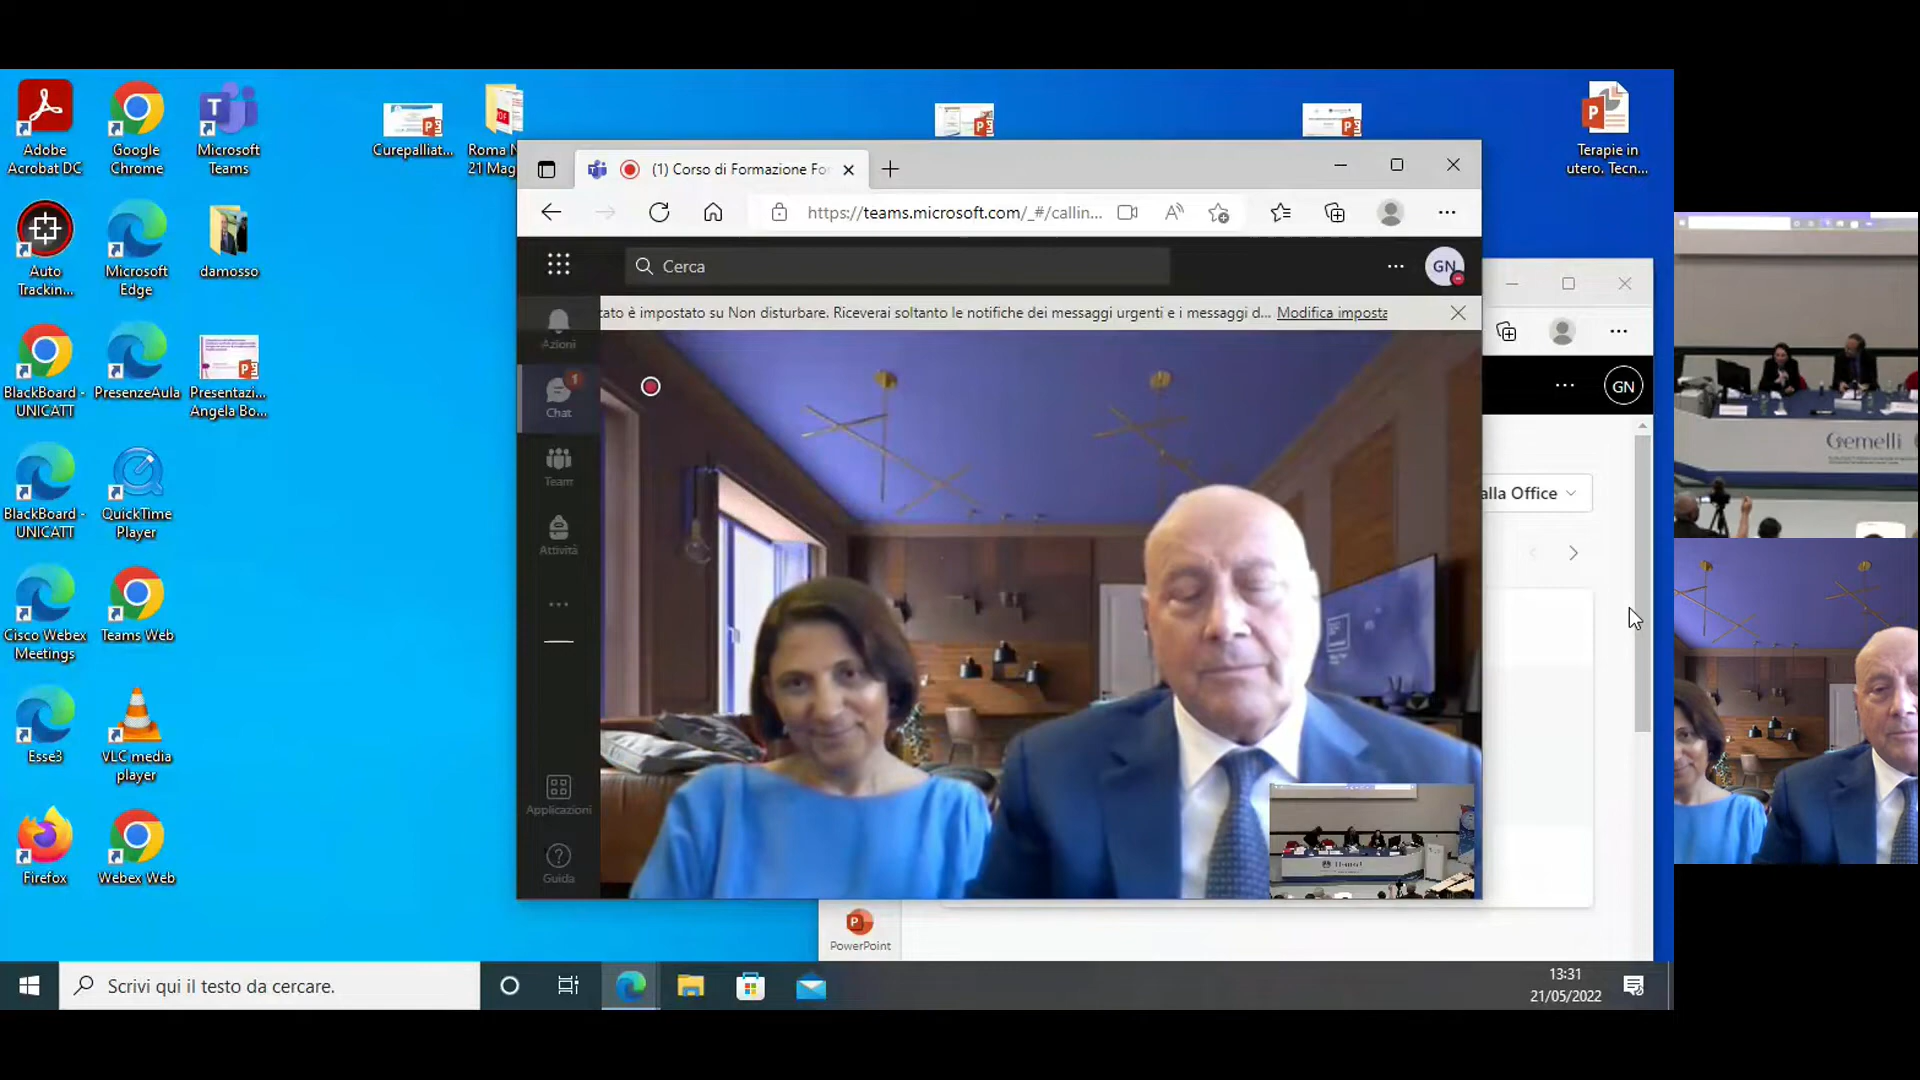 Adobe
Acrobat DC
Google
Chrome
Microsoft
Teams
Curepalliat...
Roma N
21 Mag
Terapie in
utero. Tecn...
Auto
Trackin...
Microsoft
Edge
damosso
BlackBoard -
UNICATT
PresenzeAula
Presentazi...
Angela Bo...
BlackBoard -
UNICATT
QuickTime
Player
Cisco Webex
Meetings
Teams Web
Esse3
VLC media
player
Firefox
Webex Web
(1) Corso di Formazione Fo
https://teams.microsoft.com/_#/callin...
Cerca
GN
tato è impostato su Non disturbare. Riceverai soltanto le notifiche dei messaggi urgenti e i messaggi d... Modifica imposta
Azioni
Chat
1
Team
Attività
Applicazioni
Guida
GN
alla Office
PowerPoint
Gemelli
Scrivi qui il testo da cercare.
13:31
21/05/2022